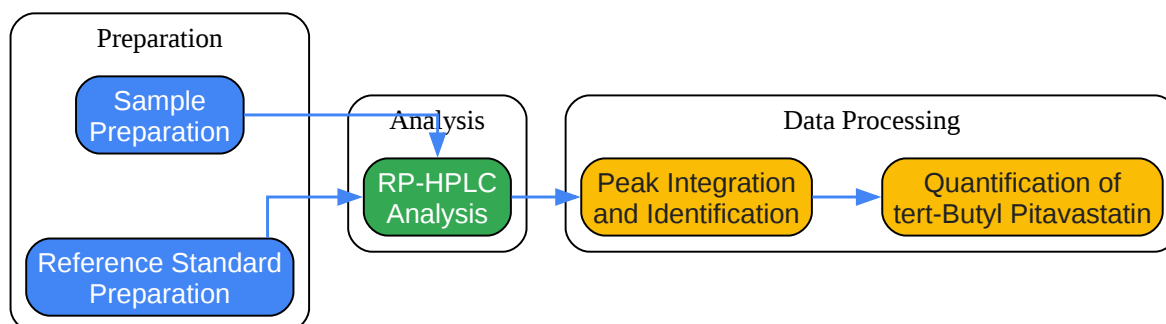 Preparation
Sample
Preparation
Reference Standard
Preparation
Analysis
RP-HPLC
Analysis
Data Processing
Peak Integration
and Identification
Quantification of
tert-Butyl Pitavastatin